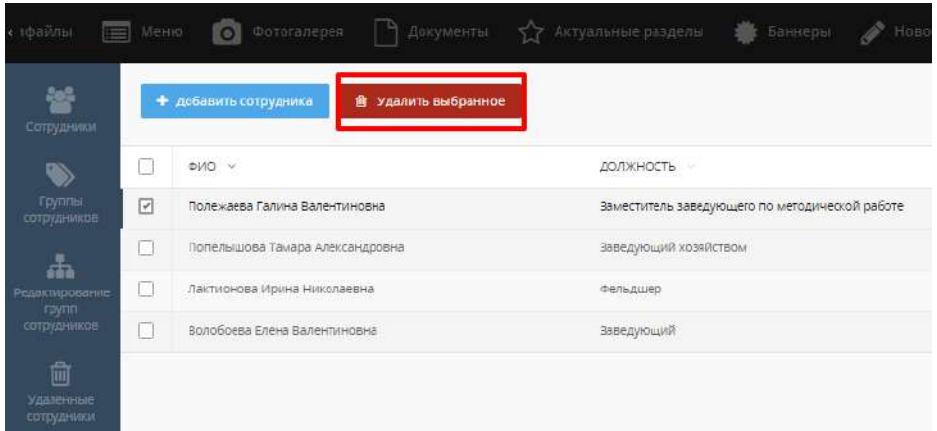 ‹ файлы Меню Фотогалерея Документы Актуальные разделы Баннеры Ново
Сотрудники
Группы
сотрудников
Редактирование
групп
сотрудников
Удаленные
сотрудники
+ Добавить сотрудника Удалить выбранное
ФИО ДОЛЖНОСТЬ
Полежаева Галина Валентиновна Заместитель заведующего по методической работе
Попелышова Тамара Александровна Заведующий хозяйством
Лактионова Ирина Николаевна Фельдшер
Волобоева Елена Валентиновна Заведующий